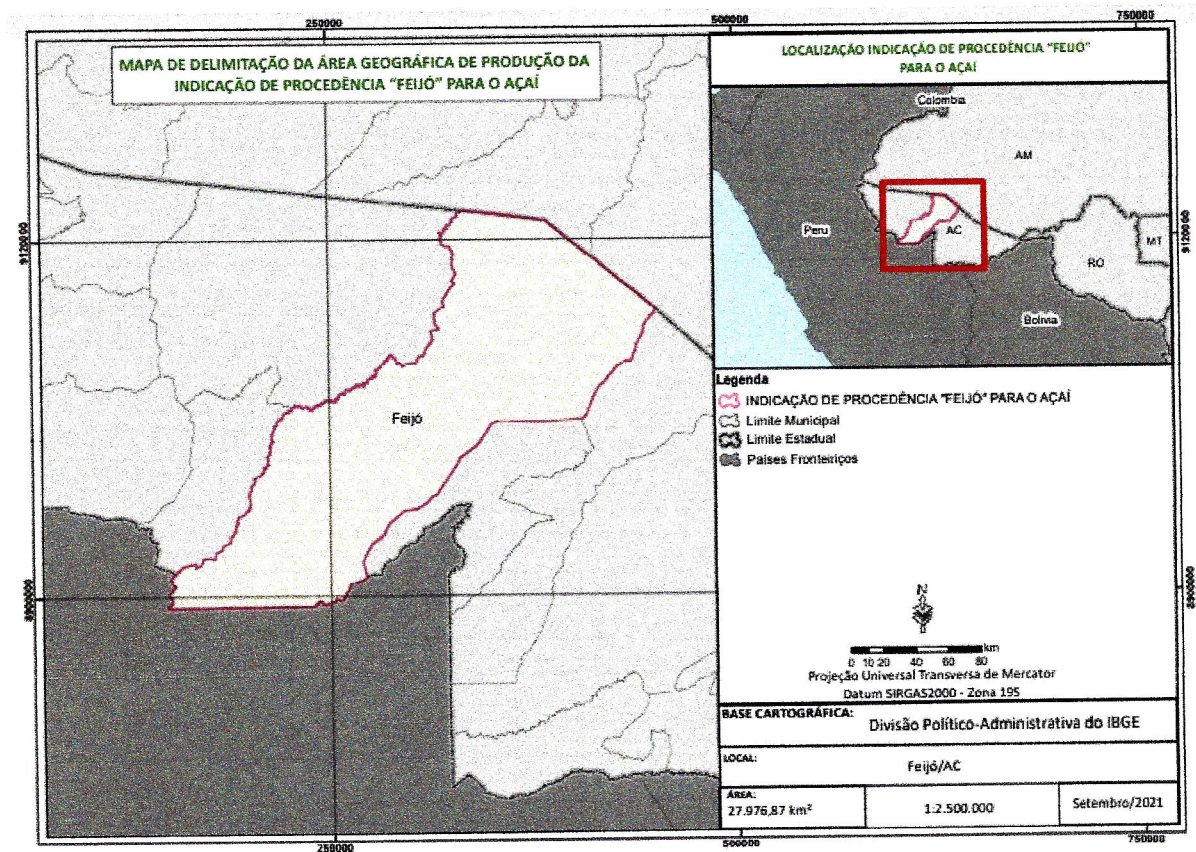 250000
500000
750000
MAPA DE DELIMITAÇÃO DA ÁREA GEOGRÁFICA DE PRODUÇÃO DA
INDICAÇÃO DE PROCEDÊNCIA "FEIJÓ" PARA O AÇAÍ
LOCALIZAÇÃO INDICAÇÃO DE PROCEDÊNCIA "FEIJÓ"
PARA O AÇAÍ
Colombia
AM
Peru
AC
RO
MT
Bolivia
9120000
9120000
Feijó
Legenda
INDICAÇÃO DE PROCEDÊNCIA "FEIJÓ" PARA O AÇAÍ
Limite Municipal
Limite Estadual
Países Fronteiriços
8900000
8900000
N
0 10 20 40 60 80 km
Projeção Universal Transversa de Mercator
Datum SIRGAS2000 - Zona 19S
BASE CARTOGRÁFICA:
Divisão Político-Administrativa do IBGE
LOCAL:
Feijó/AC
ÁREA:
27.976,87 km²
1:2.500.000
Setembro/2021
250000
500000
750000